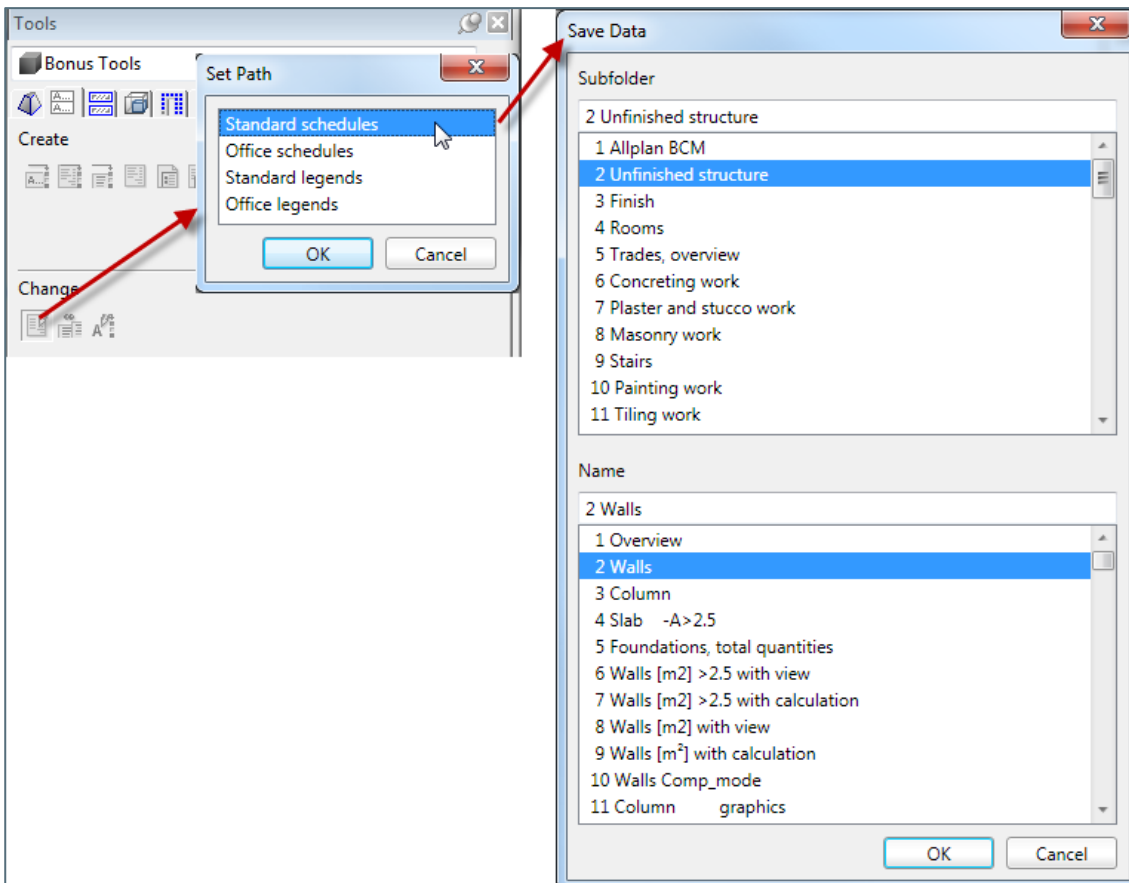 Tools
Bonus Tools
Create
Change
Set Path
Standard schedules
Office schedules
Standard legends
Office legends
OK
Cancel
Save Data
Subfolder
2 Unfinished structure
1 Allplan BCM
2 Unfinished structure
3 Finish
4 Rooms
5 Trades, overview
6 Concreting work
7 Plaster and stucco work
8 Masonry work
9 Stairs
10 Painting work
11 Tiling work
Name
2 Walls
1 Overview
2 Walls
3 Column
4 Slab -A>2.5
5 Foundations, total quantities
6 Walls [m2] >2.5 with view
7 Walls [m2] >2.5 with calculation
8 Walls [m2] with view
9 Walls [m²] with calculation
10 Walls Comp_mode
11 Column graphics
OK
Cancel